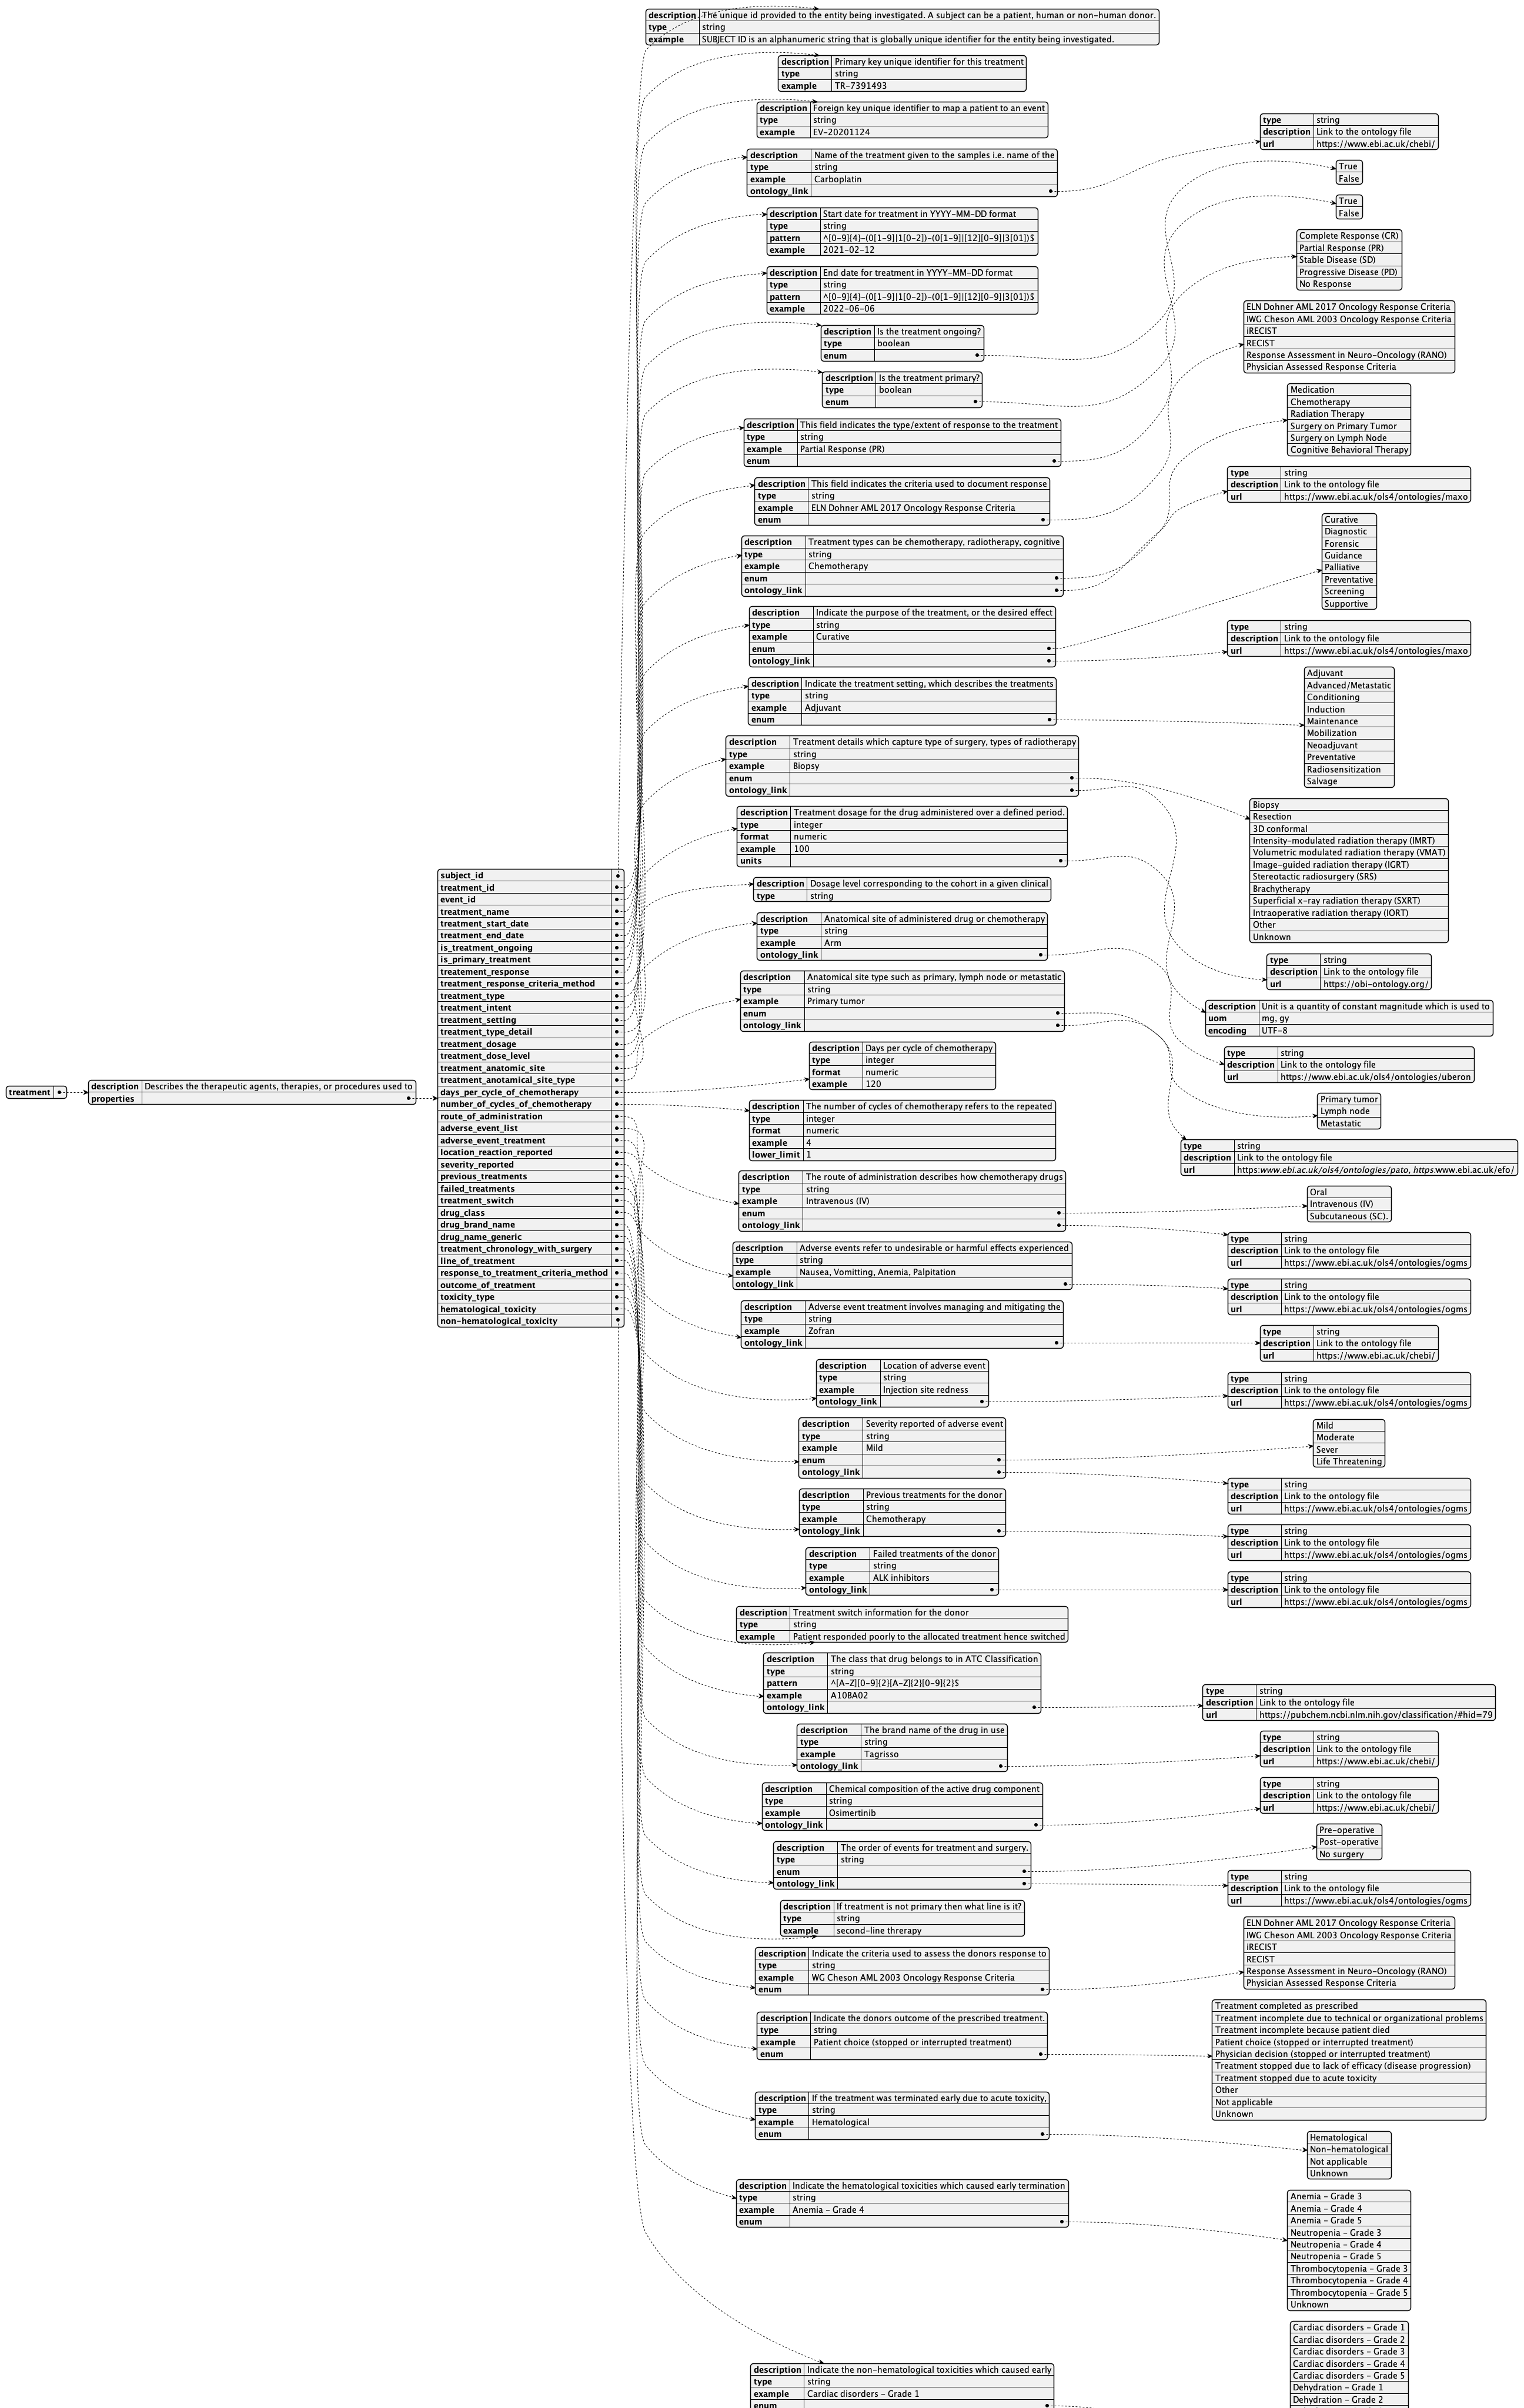 treatment
description Describes the therapeutic agents, therapies, or procedures used to
properties
subject_id
treatment_id
event_id
treatment_name
treatment_start_date
treatment_end_date
is_treatment_ongoing
is_primary_treatment
treatement_response
treatment_response_criteria_method
treatment_type
treatment_intent
treatment_setting
treatment_type_detail
treatment_dosage
treatment_dose_level
treatment_anatomic_site
treatment_anotamical_site_type
days_per_cycle_of_chemotherapy
number_of_cycles_of_chemotherapy
route_of_administration
adverse_event_list
adverse_event_treatment
location_reaction_reported
severity_reported
previous_treatments
failed_treatments
treatment_switch
drug_class
drug_brand_name
drug_name_generic
treatment_chronology_with_surgery
line_of_treatment
response_to_treatment_criteria_method
outcome_of_treatment
toxicity_type
hematological_toxicity
non-hematological_toxicity
description The unique id provided to the entity being investigated. A subject can be a patient, human or non-human donor.
type string
example SUBJECT ID is an alphanumeric string that is globally unique identifier for the entity being investigated.
description Primary key unique identifier for this treatment
type string
example TR-7391493
description Foreign key unique identifier to map a patient to an event
type string
example EV-20201124
description Name of the treatment given to the samples i.e. name of the
type string
example Carboplatin
ontology_link
description Start date for treatment in YYYY-MM-DD format
type string
pattern ^[0-9]{4}-(0[1-9]|1[0-2])-(0[1-9]|[12][0-9]|3[01])$
example 2021-02-12
description End date for treatment in YYYY-MM-DD format
type string
pattern ^[0-9]{4}-(0[1-9]|1[0-2])-(0[1-9]|[12][0-9]|3[01])$
example 2022-06-06
description Is the treatment ongoing?
type boolean
enum
description Is the treatment primary?
type boolean
enum
description This field indicates the type/extent of response to the treatment
type string
example Partial Response (PR)
enum
description This field indicates the criteria used to document response
type string
example ELN Dohner AML 2017 Oncology Response Criteria
enum
description Treatment types can be chemotherapy, radiotherapy, cognitive
type string
example Chemotherapy
enum
ontology_link
description Indicate the purpose of the treatment, or the desired effect
type string
example Curative
enum
ontology_link
description Indicate the treatment setting, which describes the treatments
type string
example Adjuvant
enum
description Treatment details which capture type of surgery, types of radiotherapy
type string
example Biopsy
enum
ontology_link
description Treatment dosage for the drug administered over a defined period.
type integer
format numeric
example 100
units
description Dosage level corresponding to the cohort in a given clinical
type string
description Anatomical site of administered drug or chemotherapy
type string
example Arm
ontology_link
description Anatomical site type such as primary, lymph node or metastatic
type string
example Primary tumor
enum
ontology_link
description Days per cycle of chemotherapy
type integer
format numeric
example 120
description The number of cycles of chemotherapy refers to the repeated
type integer
format numeric
example 4
lower_limit 1
description The route of administration describes how chemotherapy drugs
type string
example Intravenous (IV)
enum
ontology_link
description Adverse events refer to undesirable or harmful effects experienced
type string
example Nausea, Vomitting, Anemia, Palpitation
ontology_link
description Adverse event treatment involves managing and mitigating the
type string
example Zofran
ontology_link
description Location of adverse event
type string
example Injection site redness
ontology_link
description Severity reported of adverse event
type string
example Mild
enum
ontology_link
description Previous treatments for the donor
type string
example Chemotherapy
ontology_link
description Failed treatments of the donor
type string
example ALK inhibitors
ontology_link
description Treatment switch information for the donor
type string
example Patient responded poorly to the allocated treatment hence switched
description The class that drug belongs to in ATC Classification
type string
pattern ^[A-Z][0-9]{2}[A-Z]{2}[0-9]{2}$
example A10BA02
ontology_link
description The brand name of the drug in use
type string
example Tagrisso
ontology_link
description Chemical composition of the active drug component
type string
example Osimertinib
ontology_link
description The order of events for treatment and surgery.
type string
enum
ontology_link
description If treatment is not primary then what line is it?
type string
example second-line threrapy
description Indicate the criteria used to assess the donors response to
type string
example WG Cheson AML 2003 Oncology Response Criteria
enum
description Indicate the donors outcome of the prescribed treatment.
type string
example Patient choice (stopped or interrupted treatment)
enum
description If the treatment was terminated early due to acute toxicity,
type string
example Hematological
enum
description Indicate the hematological toxicities which caused early termination
type string
example Anemia - Grade 4
enum
description Indicate the non-hematological toxicities which caused early
type string
example Cardiac disorders - Grade 1
enum
type string
description Link to the ontology file
url https://www.ebi.ac.uk/chebi/
True
False
True
False
Complete Response (CR)
Partial Response (PR)
Stable Disease (SD)
Progressive Disease (PD)
No Response
ELN Dohner AML 2017 Oncology Response Criteria
IWG Cheson AML 2003 Oncology Response Criteria
iRECIST
RECIST
Response Assessment in Neuro-Oncology (RANO)
Physician Assessed Response Criteria
Medication
Chemotherapy
Radiation Therapy
Surgery on Primary Tumor
Surgery on Lymph Node
Cognitive Behavioral Therapy
type string
description Link to the ontology file
url https://www.ebi.ac.uk/ols4/ontologies/maxo
Curative
Diagnostic
Forensic
Guidance
Palliative
Preventative
Screening
Supportive
type string
description Link to the ontology file
url https://www.ebi.ac.uk/ols4/ontologies/maxo
Adjuvant
Advanced/Metastatic
Conditioning
Induction
Maintenance
Mobilization
Neoadjuvant
Preventative
Radiosensitization
Salvage
Biopsy
Resection
3D conformal
Intensity-modulated radiation therapy (IMRT)
Volumetric modulated radiation therapy (VMAT)
Image-guided radiation therapy (IGRT)
Stereotactic radiosurgery (SRS)
Brachytherapy
Superficial x-ray radiation therapy (SXRT)
Intraoperative radiation therapy (IORT)
Other
Unknown
type string
description Link to the ontology file
url https://obi-ontology.org/
description Unit is a quantity of constant magnitude which is used to
uom mg, gy
encoding UTF-8
type string
description Link to the ontology file
url https://www.ebi.ac.uk/ols4/ontologies/uberon
Primary tumor
Lymph node
Metastatic
type string
description Link to the ontology file
url https:www.ebi.ac.uk/ols4/ontologies/pato, https:www.ebi.ac.uk/efo/
Oral
Intravenous (IV)
Subcutaneous (SC).
type string
description Link to the ontology file
url https://www.ebi.ac.uk/ols4/ontologies/ogms
type string
description Link to the ontology file
url https://www.ebi.ac.uk/ols4/ontologies/ogms
type string
description Link to the ontology file
url https://www.ebi.ac.uk/chebi/
type string
description Link to the ontology file
url https://www.ebi.ac.uk/ols4/ontologies/ogms
Mild
Moderate
Sever
Life Threatening
type string
description Link to the ontology file
url https://www.ebi.ac.uk/ols4/ontologies/ogms
type string
description Link to the ontology file
url https://www.ebi.ac.uk/ols4/ontologies/ogms
type string
description Link to the ontology file
url https://www.ebi.ac.uk/ols4/ontologies/ogms
type string
description Link to the ontology file
url https://pubchem.ncbi.nlm.nih.gov/classification/#hid=79
type string
description Link to the ontology file
url https://www.ebi.ac.uk/chebi/
type string
description Link to the ontology file
url https://www.ebi.ac.uk/chebi/
Pre-operative
Post-operative
No surgery
type string
description Link to the ontology file
url https://www.ebi.ac.uk/ols4/ontologies/ogms
ELN Dohner AML 2017 Oncology Response Criteria
IWG Cheson AML 2003 Oncology Response Criteria
iRECIST
RECIST
Response Assessment in Neuro-Oncology (RANO)
Physician Assessed Response Criteria
Treatment completed as prescribed
Treatment incomplete due to technical or organizational problems
Treatment incomplete because patient died
Patient choice (stopped or interrupted treatment)
Physician decision (stopped or interrupted treatment)
Treatment stopped due to lack of efficacy (disease progression)
Treatment stopped due to acute toxicity
Other
Not applicable
Unknown
Hematological
Non-hematological
Not applicable
Unknown
Anemia - Grade 3
Anemia - Grade 4
Anemia - Grade 5
Neutropenia - Grade 3
Neutropenia - Grade 4
Neutropenia - Grade 5
Thrombocytopenia - Grade 3
Thrombocytopenia - Grade 4
Thrombocytopenia - Grade 5
Unknown
Cardiac disorders - Grade 1
Cardiac disorders - Grade 2
Cardiac disorders - Grade 3
Cardiac disorders - Grade 4
Cardiac disorders - Grade 5
Dehydration - Grade 1
Dehydration - Grade 2